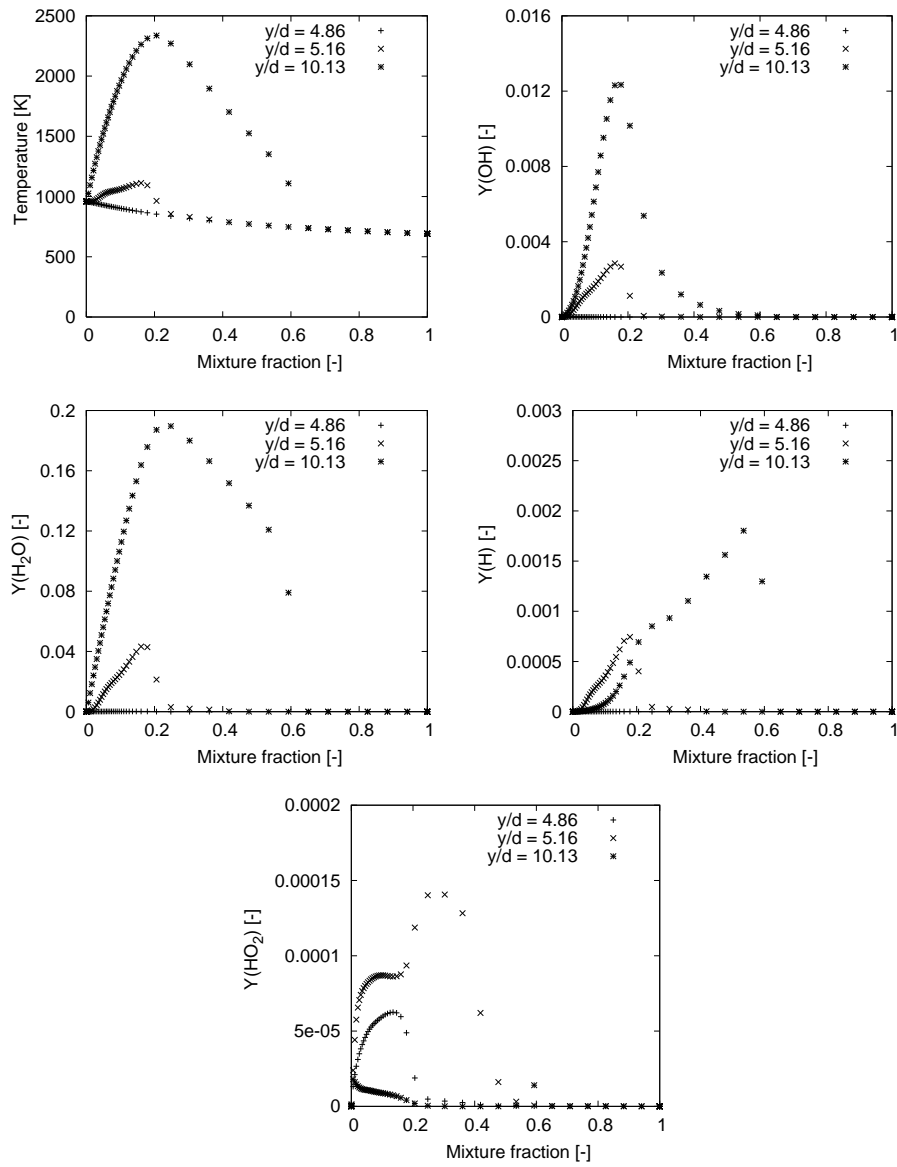 2500
2000
1500
1000
500
0
Temperature [K]
0 0.2 0.4 0.6 0.8 1
Mixture fraction [-]
y/d = 4.86
y/d = 5.16
y/d = 10.13
0.016
0.012
0.008
0.004
0
Y(OH) [-]
0 0.2 0.4 0.6 0.8 1
Mixture fraction [-]
y/d = 4.86
y/d = 5.16
y/d = 10.13
0.2
0.16
0.12
0.08
0.04
0
Y(H₂O) [-]
0 0.2 0.4 0.6 0.8 1
Mixture fraction [-]
y/d = 4.86
y/d = 5.16
y/d = 10.13
0.003
0.0025
0.002
0.0015
0.001
0.0005
0
Y(H) [-]
0 0.2 0.4 0.6 0.8 1
Mixture fraction [-]
y/d = 4.86
y/d = 5.16
y/d = 10.13
0.0002
0.00015
0.0001
5e-05
0
Y(HO₂) [-]
0 0.2 0.4 0.6 0.8 1
Mixture fraction [-]
y/d = 4.86
y/d = 5.16
y/d = 10.13